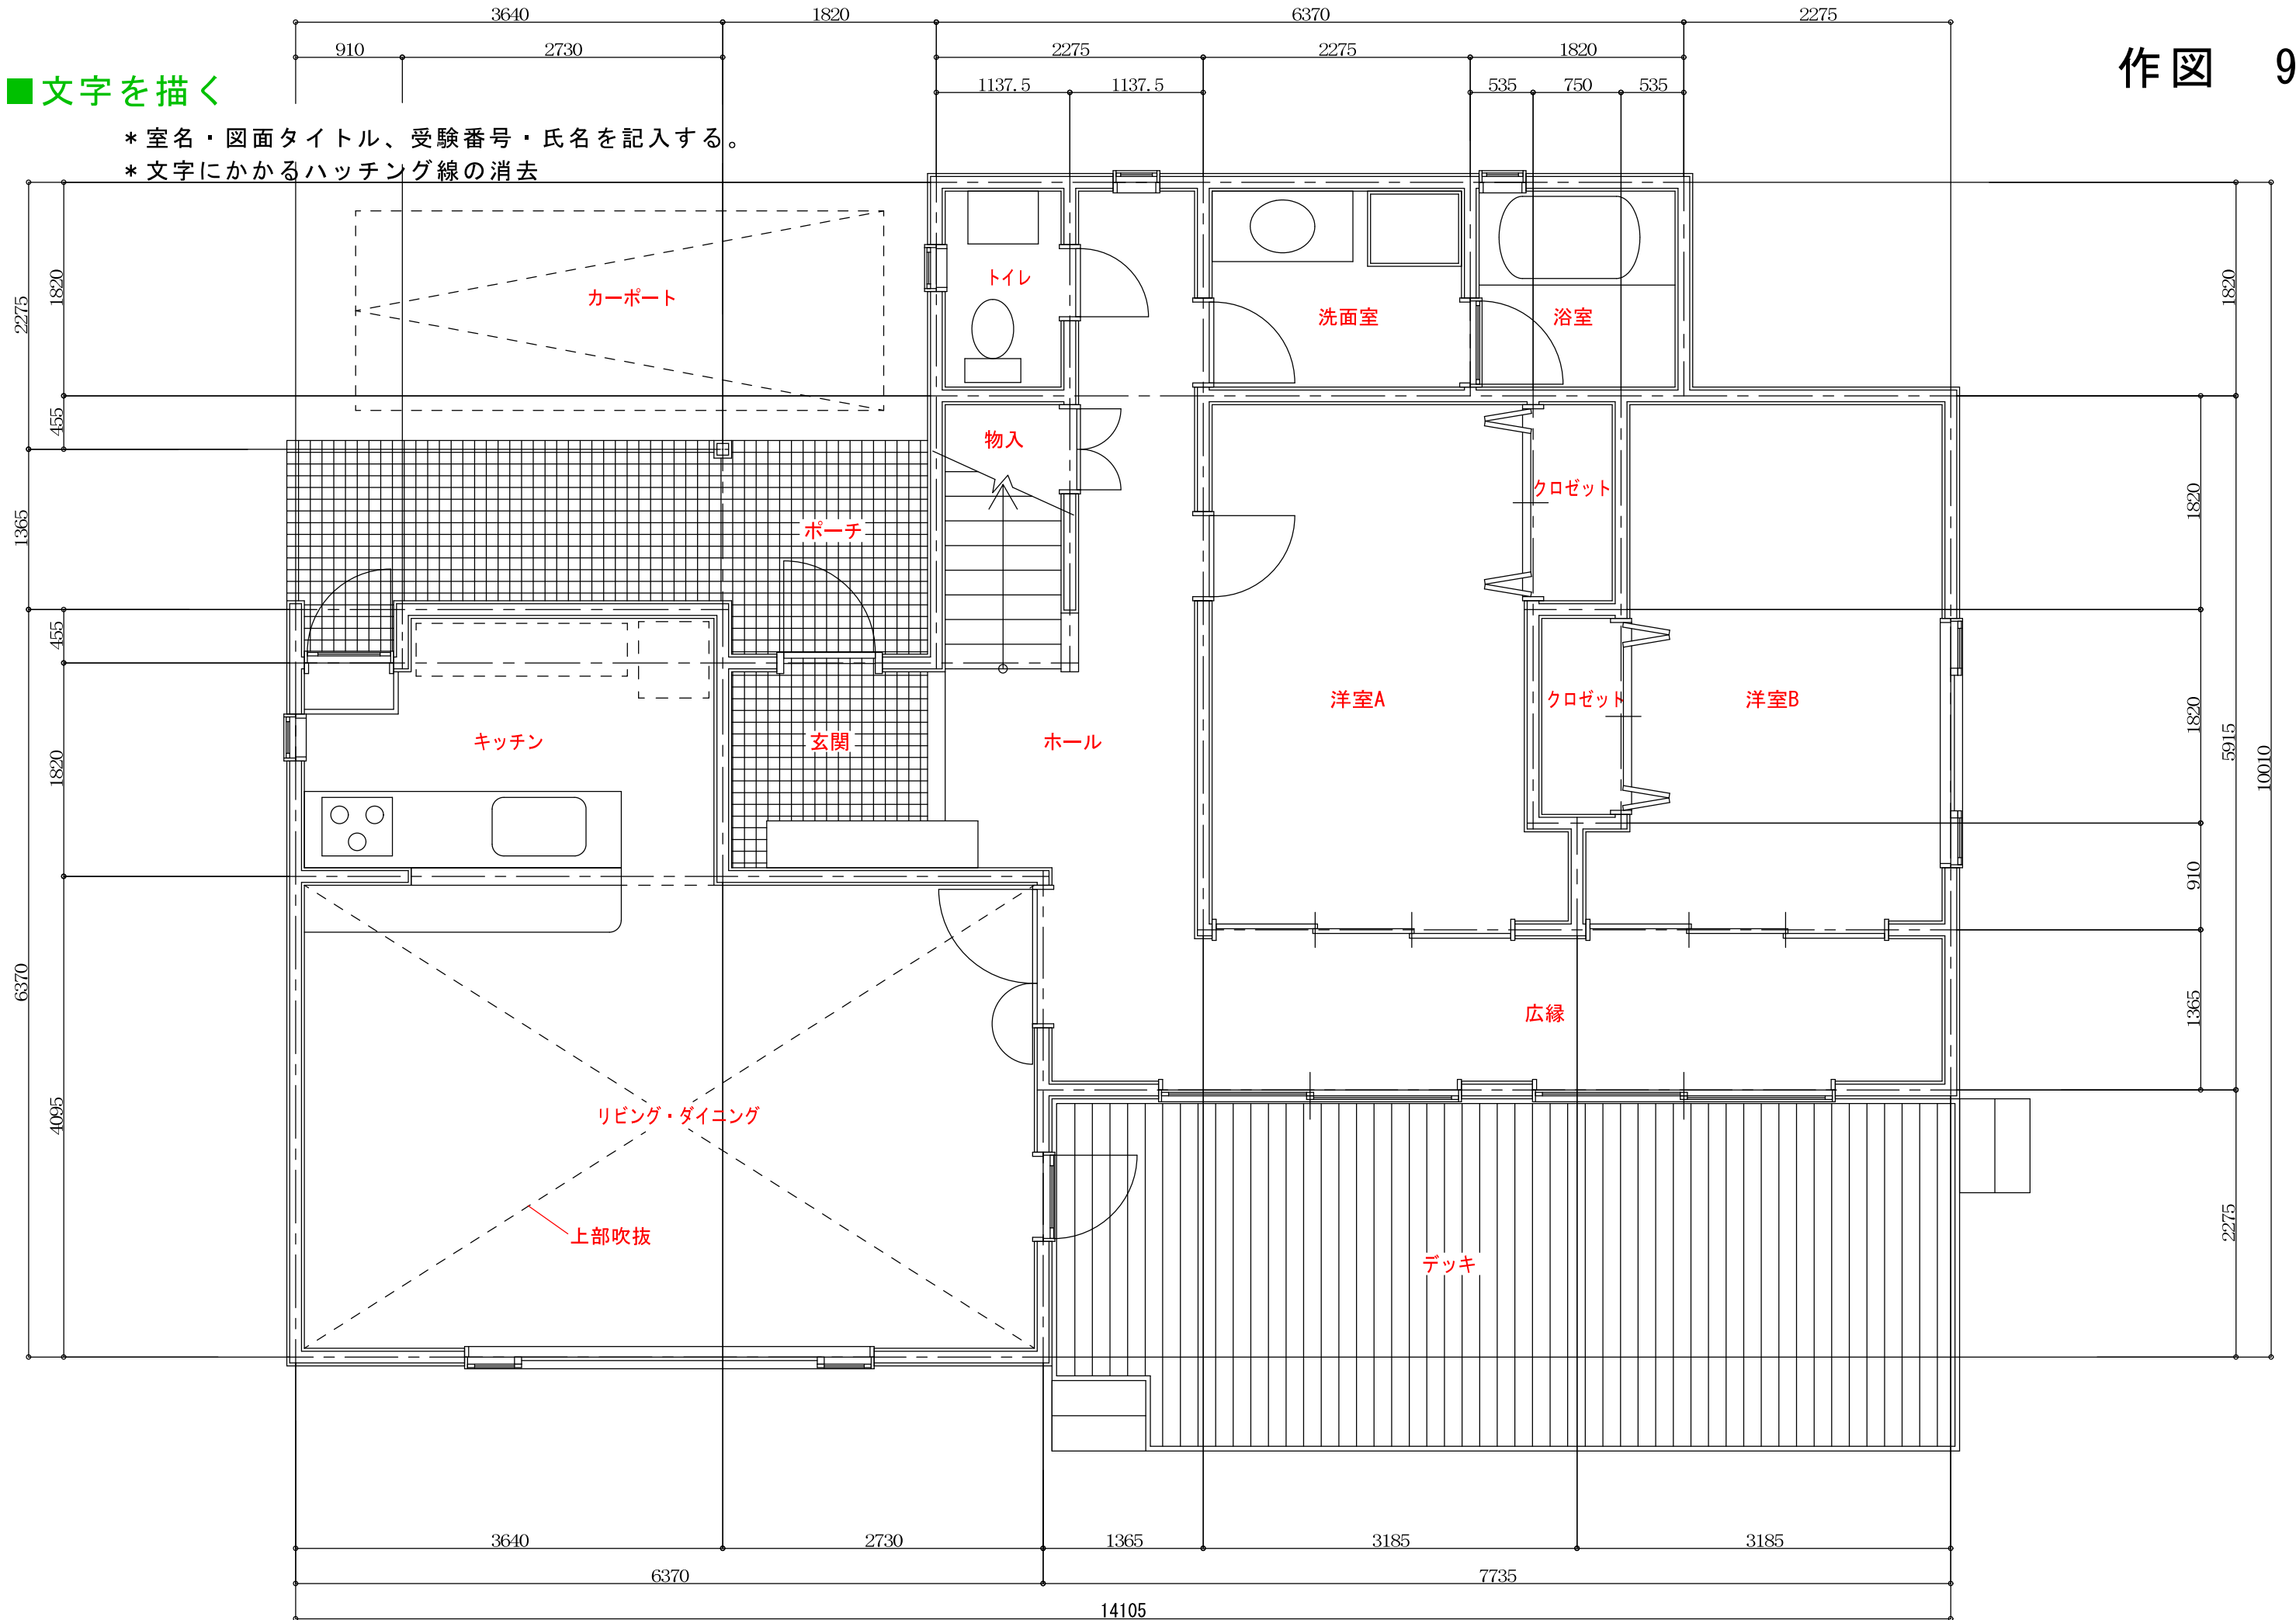 3640 1820 6370 2275
910 2730 2275 2275 1820
作図 9
■文字を描く
1137.5 1137.5 535 750 535
*室名・図面タイトル、受験番号・氏名を記入する。
*文字にかかるハッチング線の消去
トイレ
カーポート
洗面室 浴室
1820
2275
455
1820
物入
クロゼット
ポーチ
1365
1820
455
洋室A クロゼット 洋室B
キッチン 玄関 ホール
1820
1820
5915
10010
910
6370
4095
広縁
1365
リビング・ダイニング
上部吹抜
デッキ
2275
3640 2730 1365 3185 3185
6370 7735
14105